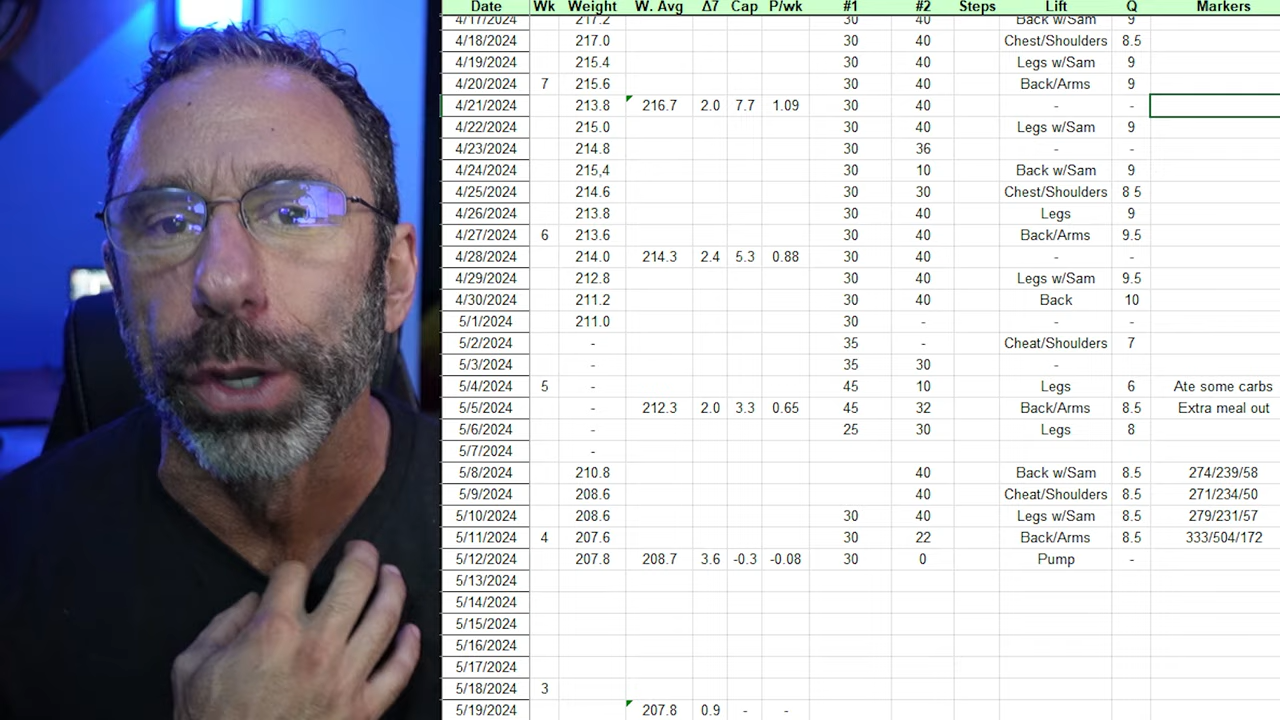 Date Wk Weight W. Avg Δ7 Cap P/wk #1 #2 Steps Lift Q Markers
4/17/2024 217.2 30 40 Back w/Sam 9
4/18/2024 217.0 30 40 Chest/Shoulders 8.5
4/19/2024 215.4 30 40 Legs w/Sam 9
4/20/2024 7 215.6 30 40 Back/Arms 9
4/21/2024 213.8 216.7 2.0 7.7 1.09 30 40 - -
4/22/2024 215.0 30 40 Legs w/Sam 9
4/23/2024 214.8 30 36 - -
4/24/2024 215,4 30 10 Back w/Sam 9
4/25/2024 214.6 30 30 Chest/Shoulders 8 5
4/26/2024 213.8 30 40 Legs 9
4/27/2024 6 213.6 30 40 Back/Arms 9.5
4/28/2024 214.0 214.3 2.4 5.3 0.88 30 40 - -
4/29/2024 212.8 30 40 Legs w/Sam 9.5
4/30/2024 211.2 30 40 Back 10
5/1/2024 211.0 30 - - -
5/2/2024 - 35 - Cheat/Shoulders 7
5/3/2024 - 35 30 -
5/4/2024 5 - 45 10 Legs 6 Ate some carbs
5/5/2024 - 212.3 2.0 3.3 0.65 45 32 Back/Arms 8.5 Extra meal out
5/6/2024 - 25 30 Legs 8
5/7/2024 -
5/8/2024 210.8 40 Back w/Sam 8.5 274/239/58
5/9/2024 208.6 40 Cheat/Shoulders 8.5 271/234/50
5/10/2024 208.6 30 40 Legs w/Sam 8.5 279/231/57
5/11/2024 4 207.6 30 22 Back/Arms 8.5 333/504/172
5/12/2024 207.8 208.7 3.6 -0.3 -0.08 30 0 Pump -
5/13/2024
5/14/2024
5/15/2024
5/16/2024
5/17/2024
5/18/2024 3
5/19/2024 207.8 0.9 - -